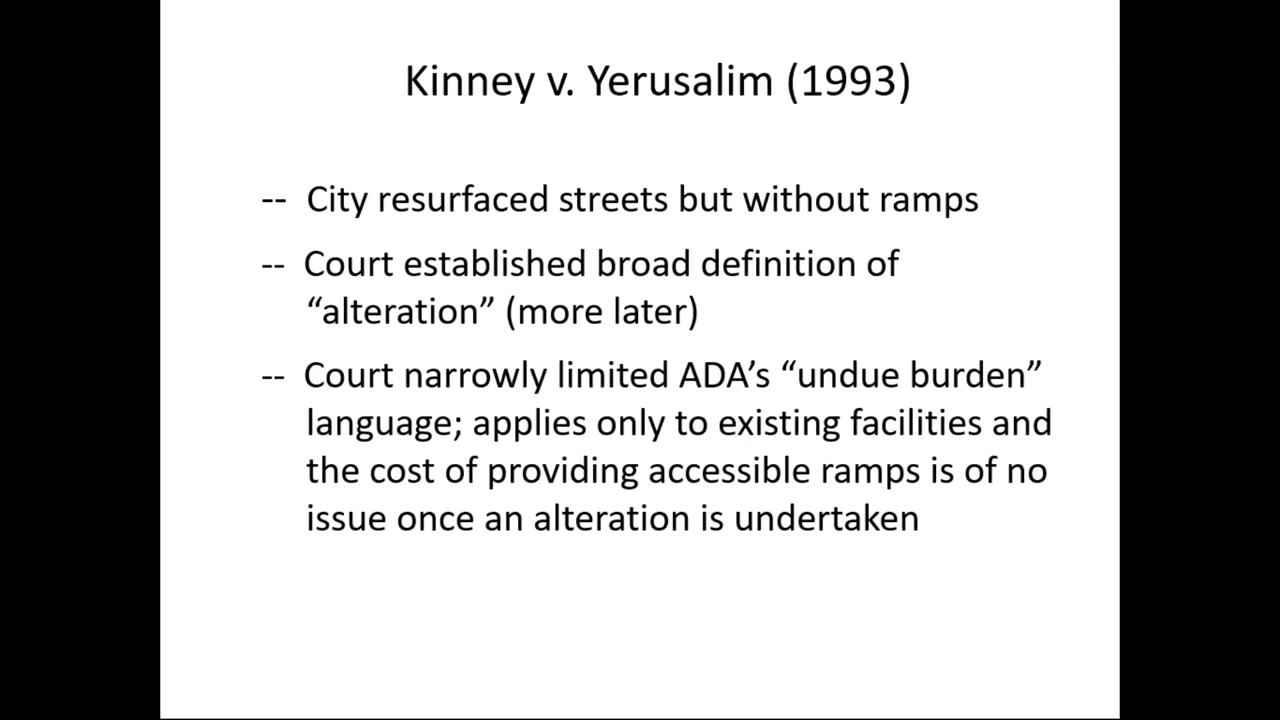 Kinney v. Yerusalim (1993)
-- City resurfaced streets but without ramps
-- Court established broad definition of
“alteration” (more later)
-- Court narrowly limited ADA’s “undue burden”
language; applies only to existing facilities and
the cost of providing accessible ramps is of no
issue once an alteration is undertaken